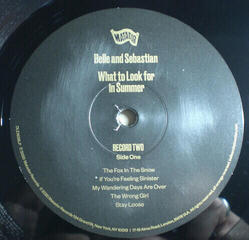 MATADOR
Belle and Sebastian
What to Look for
In Summer
RECORD TWO
Side One
The Fox In The Snow
If You're Feeling Sinister
My Wandering Days Are Over
The Wrong Girl
Stay Loose